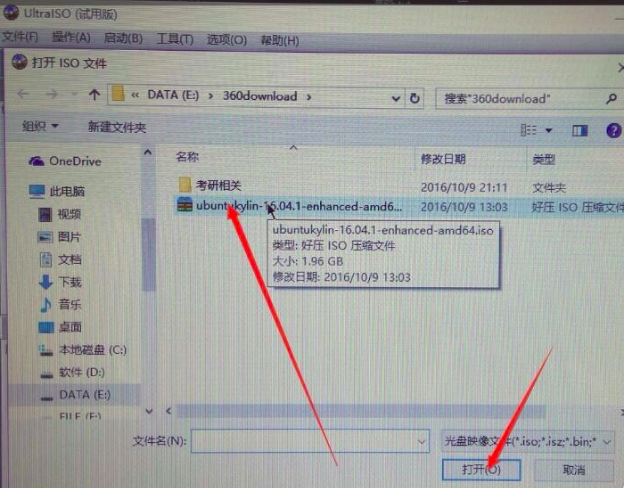 UltraISO (试用版)
文件(F) 操作(A) 启动(B) 工具(T) 选项(O) 帮助(H)
打开 ISO 文件
« DATA (E:) › 360download ›
搜索"360download"
组织 新建文件夹
名称 修改日期 类型
OneDrive
此电脑
视频
图片
文档
下载
音乐
桌面
本地磁盘 (C:)
软件 (D:)
DATA (E:)
FILE (F:)
考研相关 2016/10/9 21:11 文件夹
ubuntukylin-16.04.1-enhanced-amd6... 2016/10/9 13:03 好压 ISO 压缩文件
ubuntukylin-16.04.1-enhanced-amd64.iso
类型: 好压 ISO 压缩文件
大小: 1.96 GB
修改日期: 2016/10/9 13:03
文件名(N):
光盘映像文件(*.iso;*.isz;*.bin;*
打开(O) 取消